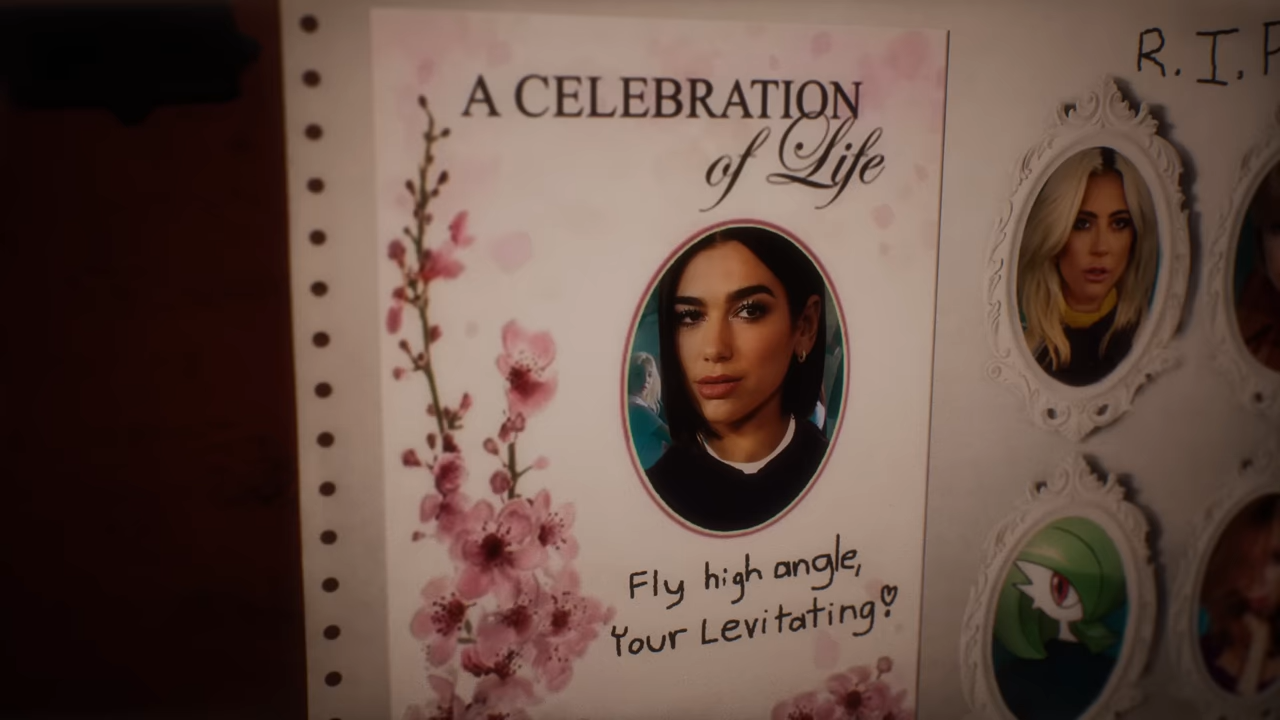 A CELEBRATION
of Life
Fly high angle,
Your Levitating!
R.I.P